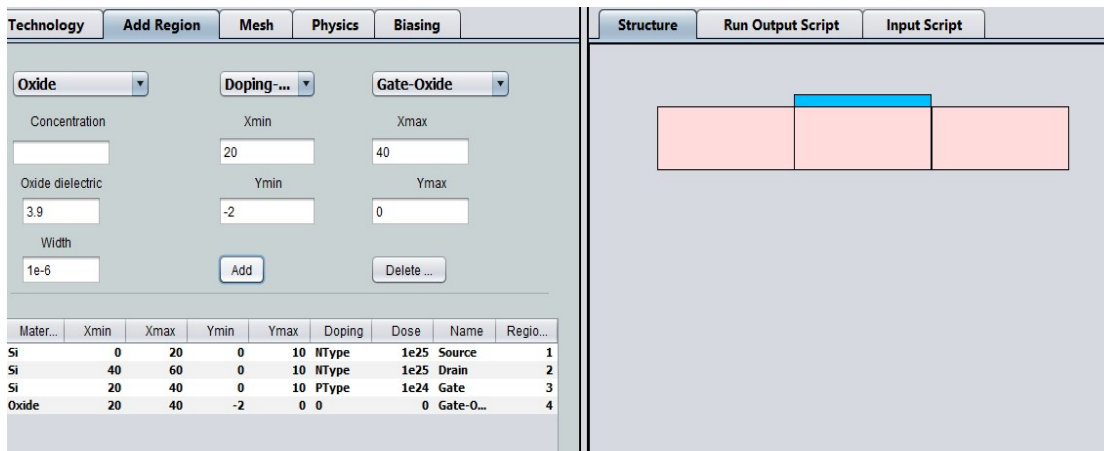 Technology Add Region Mesh Physics Biasing Structure Run Output Script Input Script
Oxide Doping-... Gate-Oxide
Concentration Xmin Xmax
20 40
Oxide dielectric Ymin Ymax
3.9 -2 0
Width
1e-6 Add Delete ...
Mater... Xmin Xmax Ymin Ymax Doping Dose Name Regio...
Si 0 20 0 10 NType 1e25 Source 1
Si 40 60 0 10 NType 1e25 Drain 2
Si 20 40 0 10 PType 1e24 Gate 3
Oxide 20 40 -2 0 0 0 Gate-O... 4